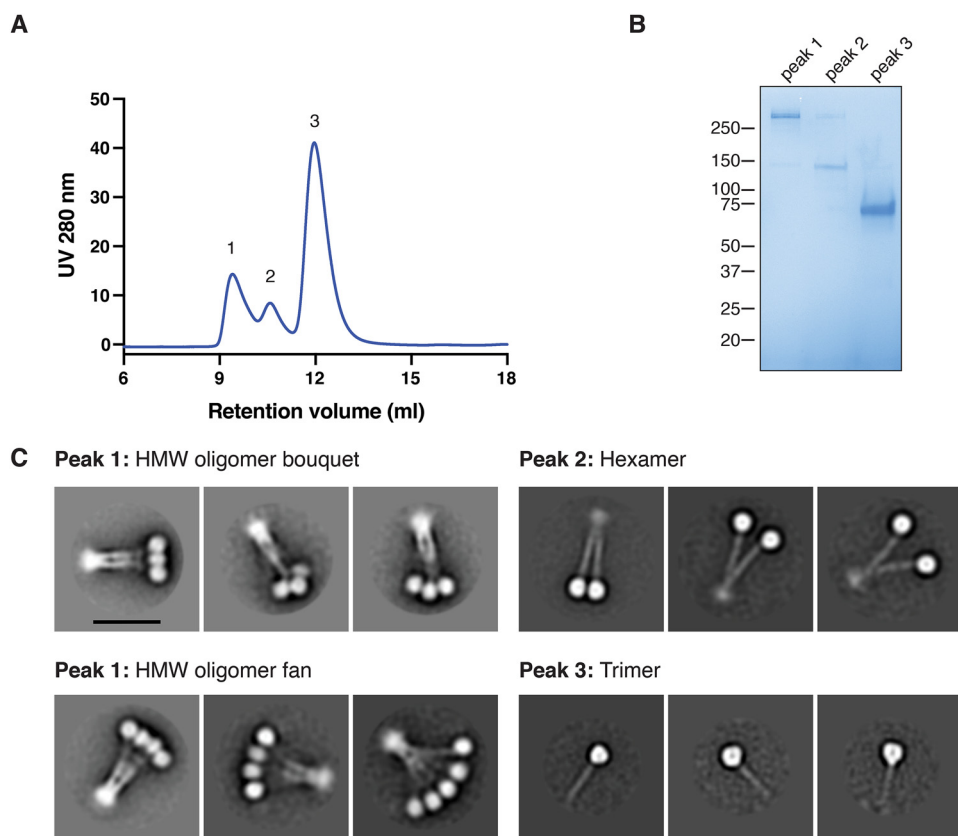 A
B
50
40
30
20
10
0
UV 280 nm
1
2
3
6
9
12
15
18
Retention volume (ml)
peak 1
peak 2
peak 3
250
150
100
75
50
37
25
20
C
Peak 1: HMW oligomer bouquet
Peak 2: Hexamer
Peak 1: HMW oligomer fan
Peak 3: Trimer